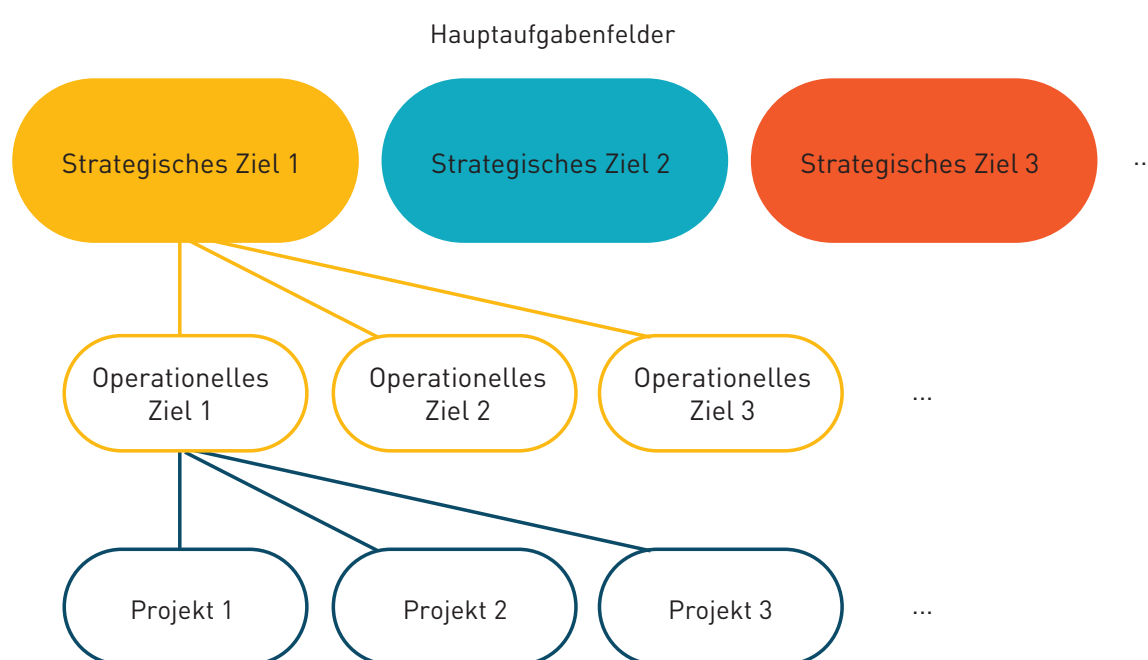 Hauptaufgabenfelder
Strategisches Ziel 1
Strategisches Ziel 2
Strategisches Ziel 3
..
Operationelles
Ziel 1
Operationelles
Ziel 2
Operationelles
Ziel 3
...
Projekt 1
Projekt 2
Projekt 3
...